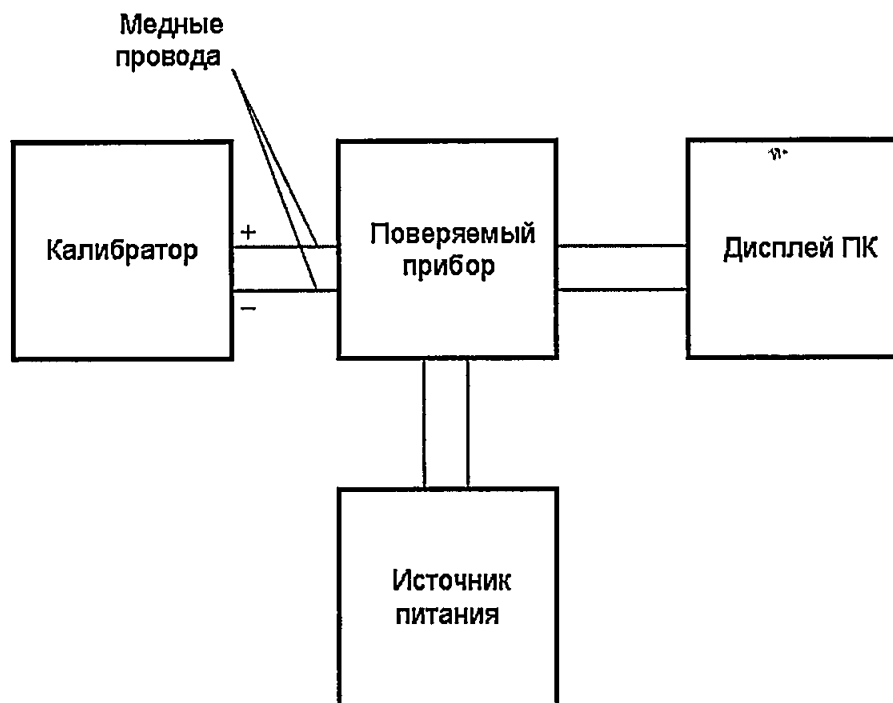 Медные
провода
Калибратор
+
−
Поверяемый
прибор
Дисплей ПК
Источник
питания